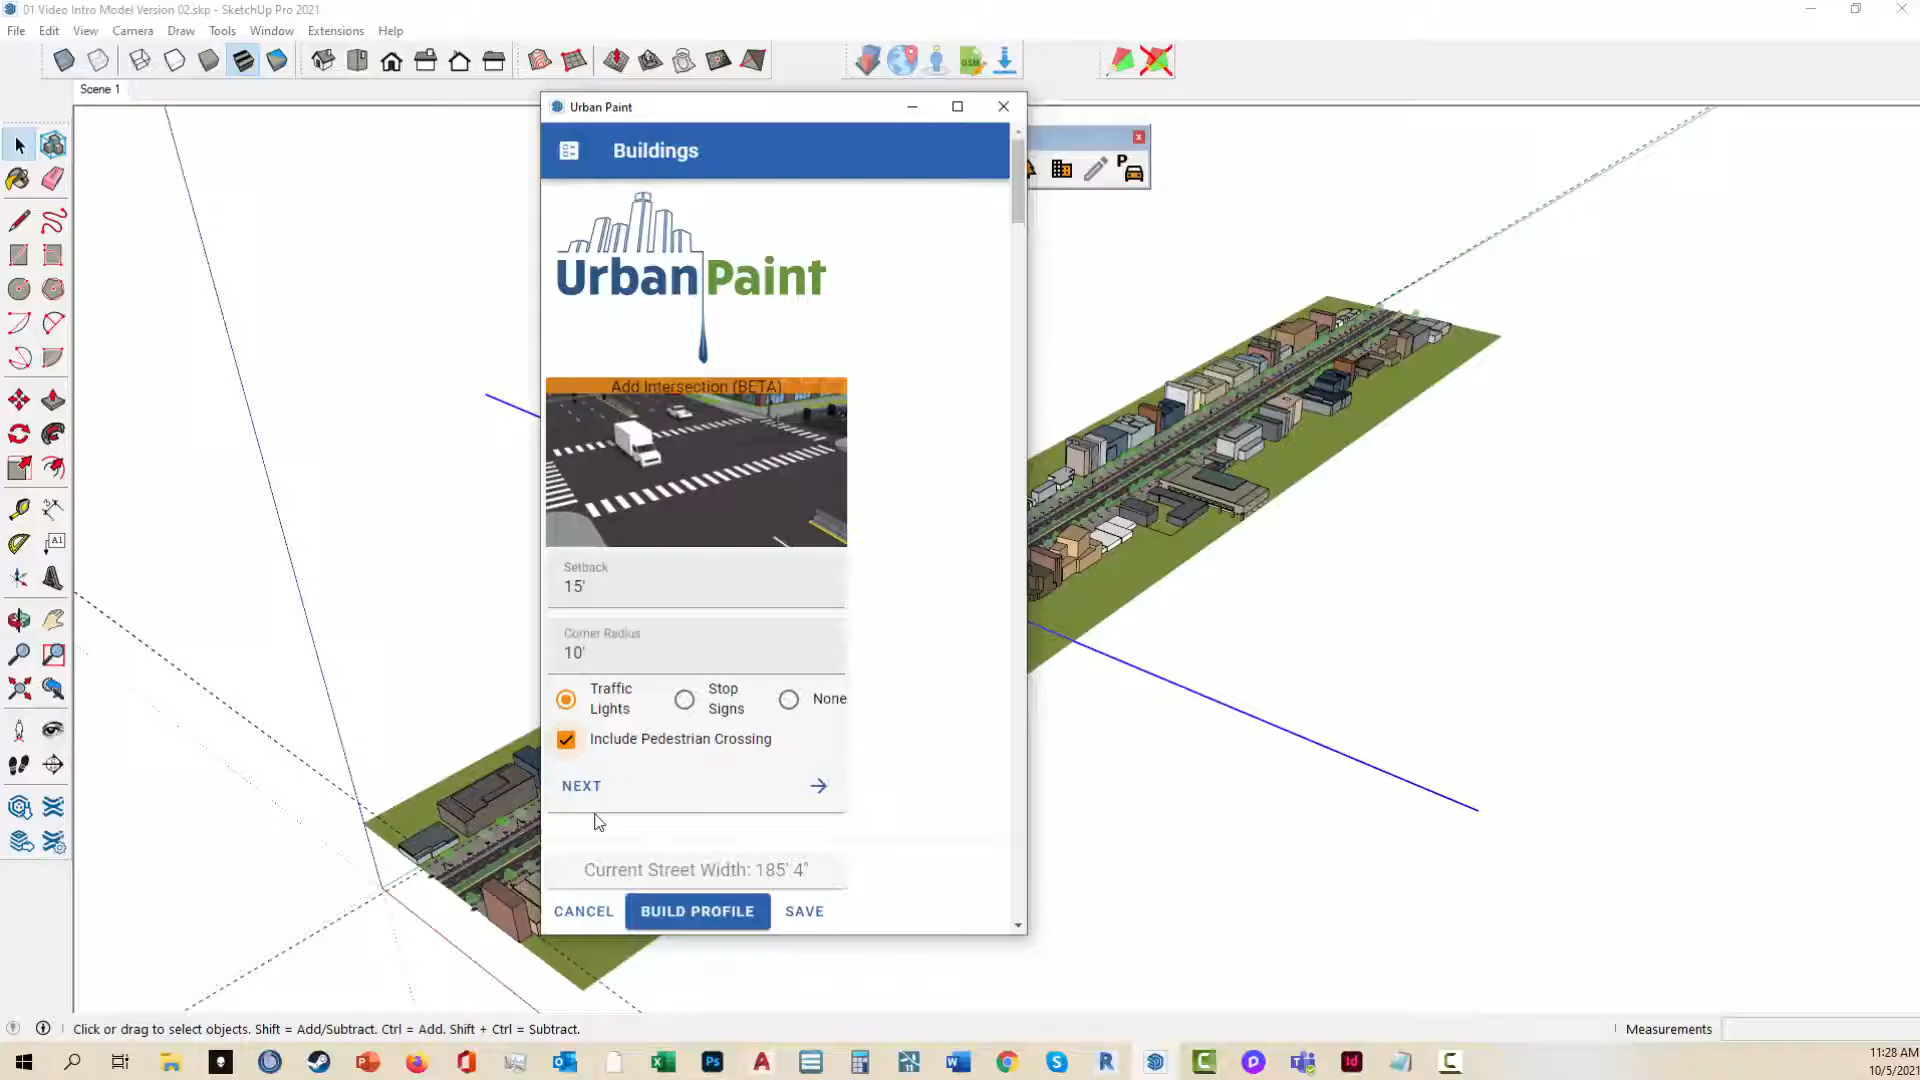 01 Video Intro Model Version 02.skp - SketchUp Pro 2021
File Edit View Camera Draw Tools Window Extensions Help
Scene 1
Urban Paint
Buildings
UrbanPaint
Add Intersection (BETA)
Setback
15'
Corner Radius
10'
Traffic Lights
Stop Signs
None
Include Pedestrian Crossing
NEXT
Current Street Width: 185' 4"
CANCEL BUILD PROFILE SAVE
Click or drag to select objects. Shift = Add/Subtract. Ctrl = Add. Shift + Ctrl = Subtract.
Measurements
11:28 AM
10/5/2021